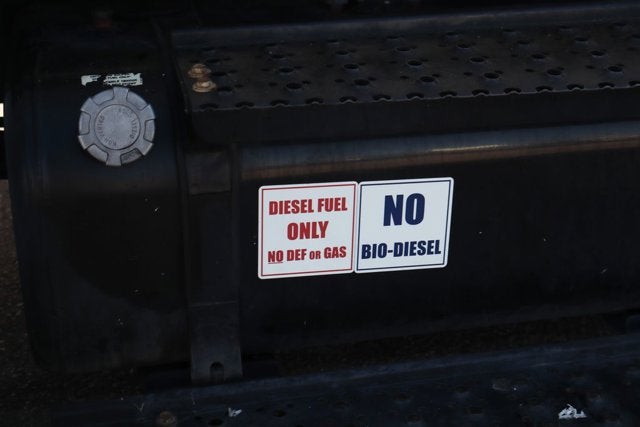 DIESEL FUEL
ONLY
NO DEF OR GAS
NO
BIO-DIESEL